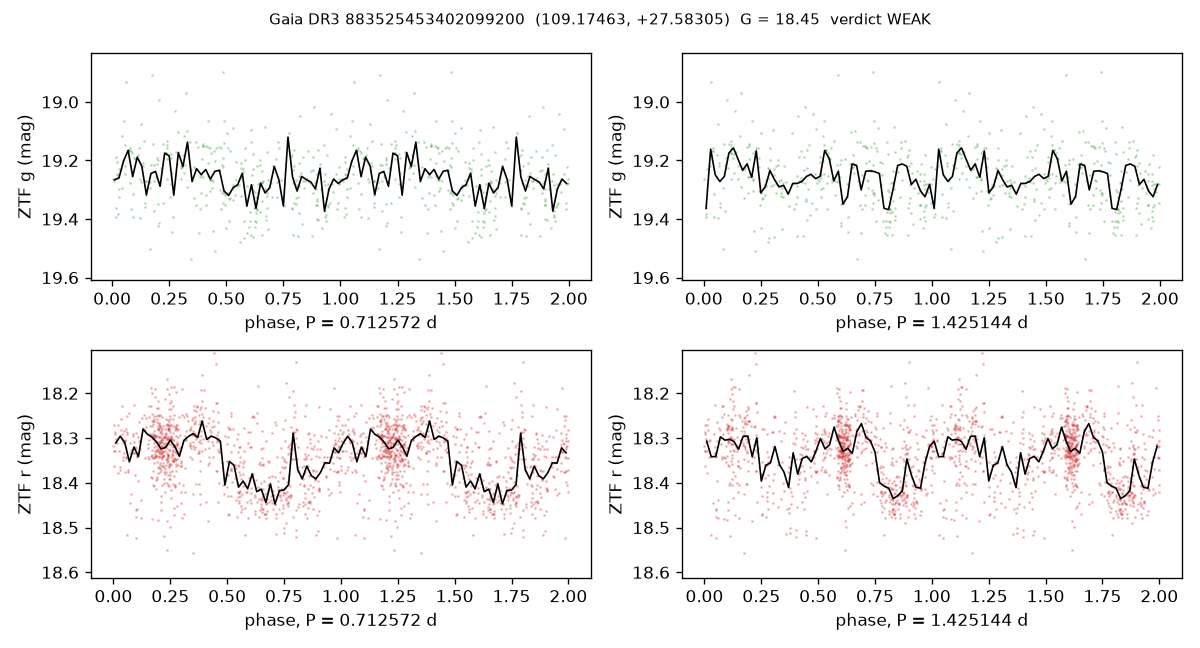 Gaia DR3 883525453402099200  (109.17463, +27.58305)  G = 18.45  verdict WEAK
ZTF g (mag)
19.0
19.2
19.4
19.6
0.00 0.25 0.50 0.75 1.00 1.25 1.50 1.75 2.00
phase, P = 0.712572 d
ZTF g (mag)
19.0
19.2
19.4
19.6
0.00 0.25 0.50 0.75 1.00 1.25 1.50 1.75 2.00
phase, P = 1.425144 d
ZTF r (mag)
18.2
18.3
18.4
18.5
18.6
0.00 0.25 0.50 0.75 1.00 1.25 1.50 1.75 2.00
phase, P = 0.712572 d
ZTF r (mag)
18.2
18.3
18.4
18.5
18.6
0.00 0.25 0.50 0.75 1.00 1.25 1.50 1.75 2.00
phase, P = 1.425144 d